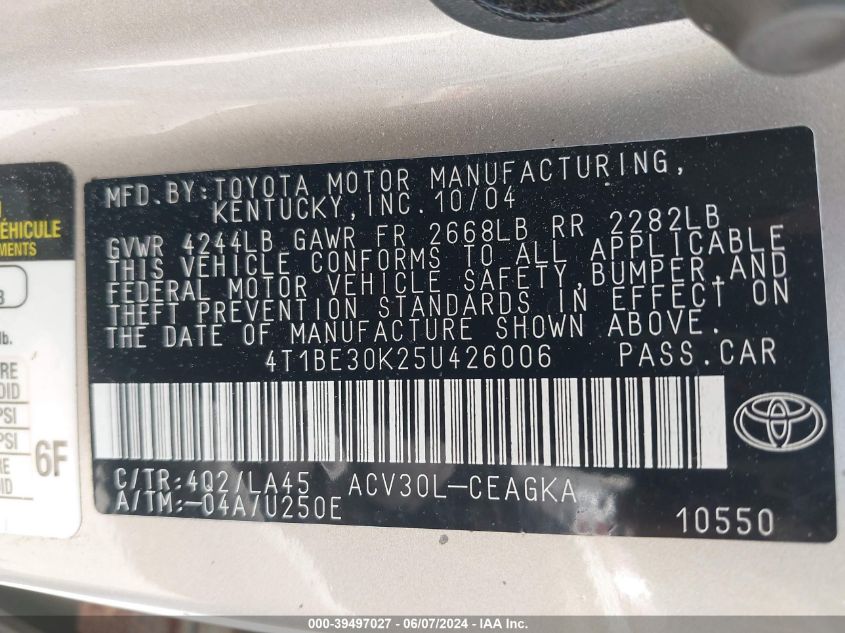 MFD. BY: TOYOTA MOTOR MANUFACTURING,
KENTUCKY, INC. 10/04
GVWR 4244LB GAWR FR 2668LB RR 2282LB
THIS VEHICLE CONFORMS TO ALL APPLICABLE
FEDERAL MOTOR VEHICLE SAFETY, BUMPER, AND
THEFT PREVENTION STANDARDS IN EFFECT ON
THE DATE OF MANUFACTURE SHOWN ABOVE.
4T1BE30K25U426006 PASS.CAR
C/TR: 4Q2/LA45 ACV30L-CEAGKA
A/TM: -04A/U250E
10550
VÉHICULE
6F
000-39497027 | 06/07/2024 | IAA Inc.